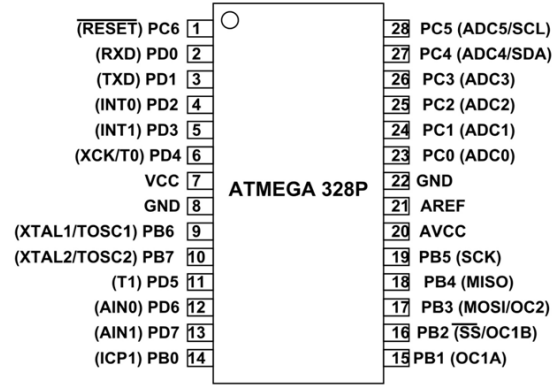 (RESET) PC6 1
(RXD) PD0 2
(TXD) PD1 3
(INT0) PD2 4
(INT1) PD3 5
(XCK/T0) PD4 6
VCC 7
GND 8
(XTAL1/TOSC1) PB6 9
(XTAL2/TOSC2) PB7 10
(T1) PD5 11
(AIN0) PD6 12
(AIN1) PD7 13
(ICP1) PB0 14
ATMEGA 328P
28 PC5 (ADC5/SCL)
27 PC4 (ADC4/SDA)
26 PC3 (ADC3)
25 PC2 (ADC2)
24 PC1 (ADC1)
23 PC0 (ADC0)
22 GND
21 AREF
20 AVCC
19 PB5 (SCK)
18 PB4 (MISO)
17 PB3 (MOSI/OC2)
16 PB2 (SS/OC1B)
15 PB1 (OC1A)